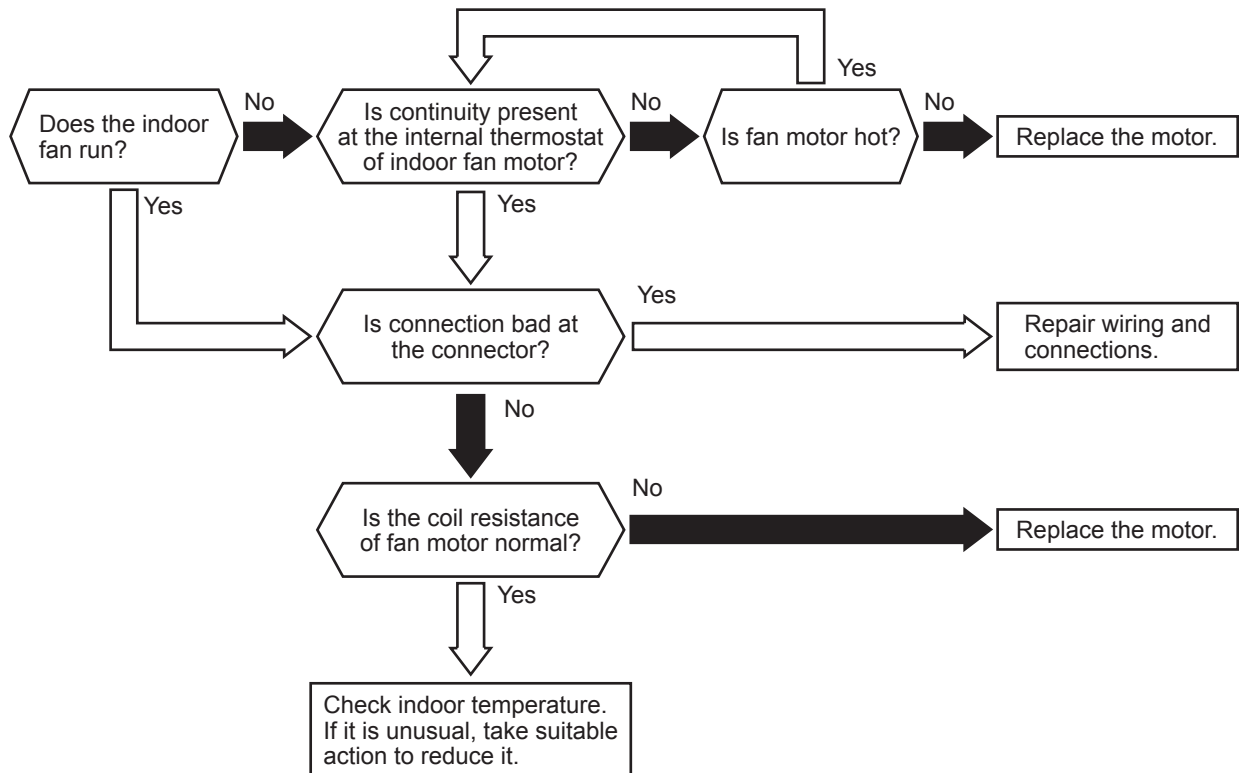 Yes
Does the indoor
fan run?
No
Is continuity present
at the internal thermostat
of indoor fan motor?
No
Is fan motor hot?
No
Replace the motor.
Yes
Yes
Is connection bad at
the connector?
Yes
Repair wiring and
connections.
No
Is the coil resistance
of fan motor normal?
No
Replace the motor.
Yes
Check indoor temperature.
If it is unusual, take suitable
action to reduce it.